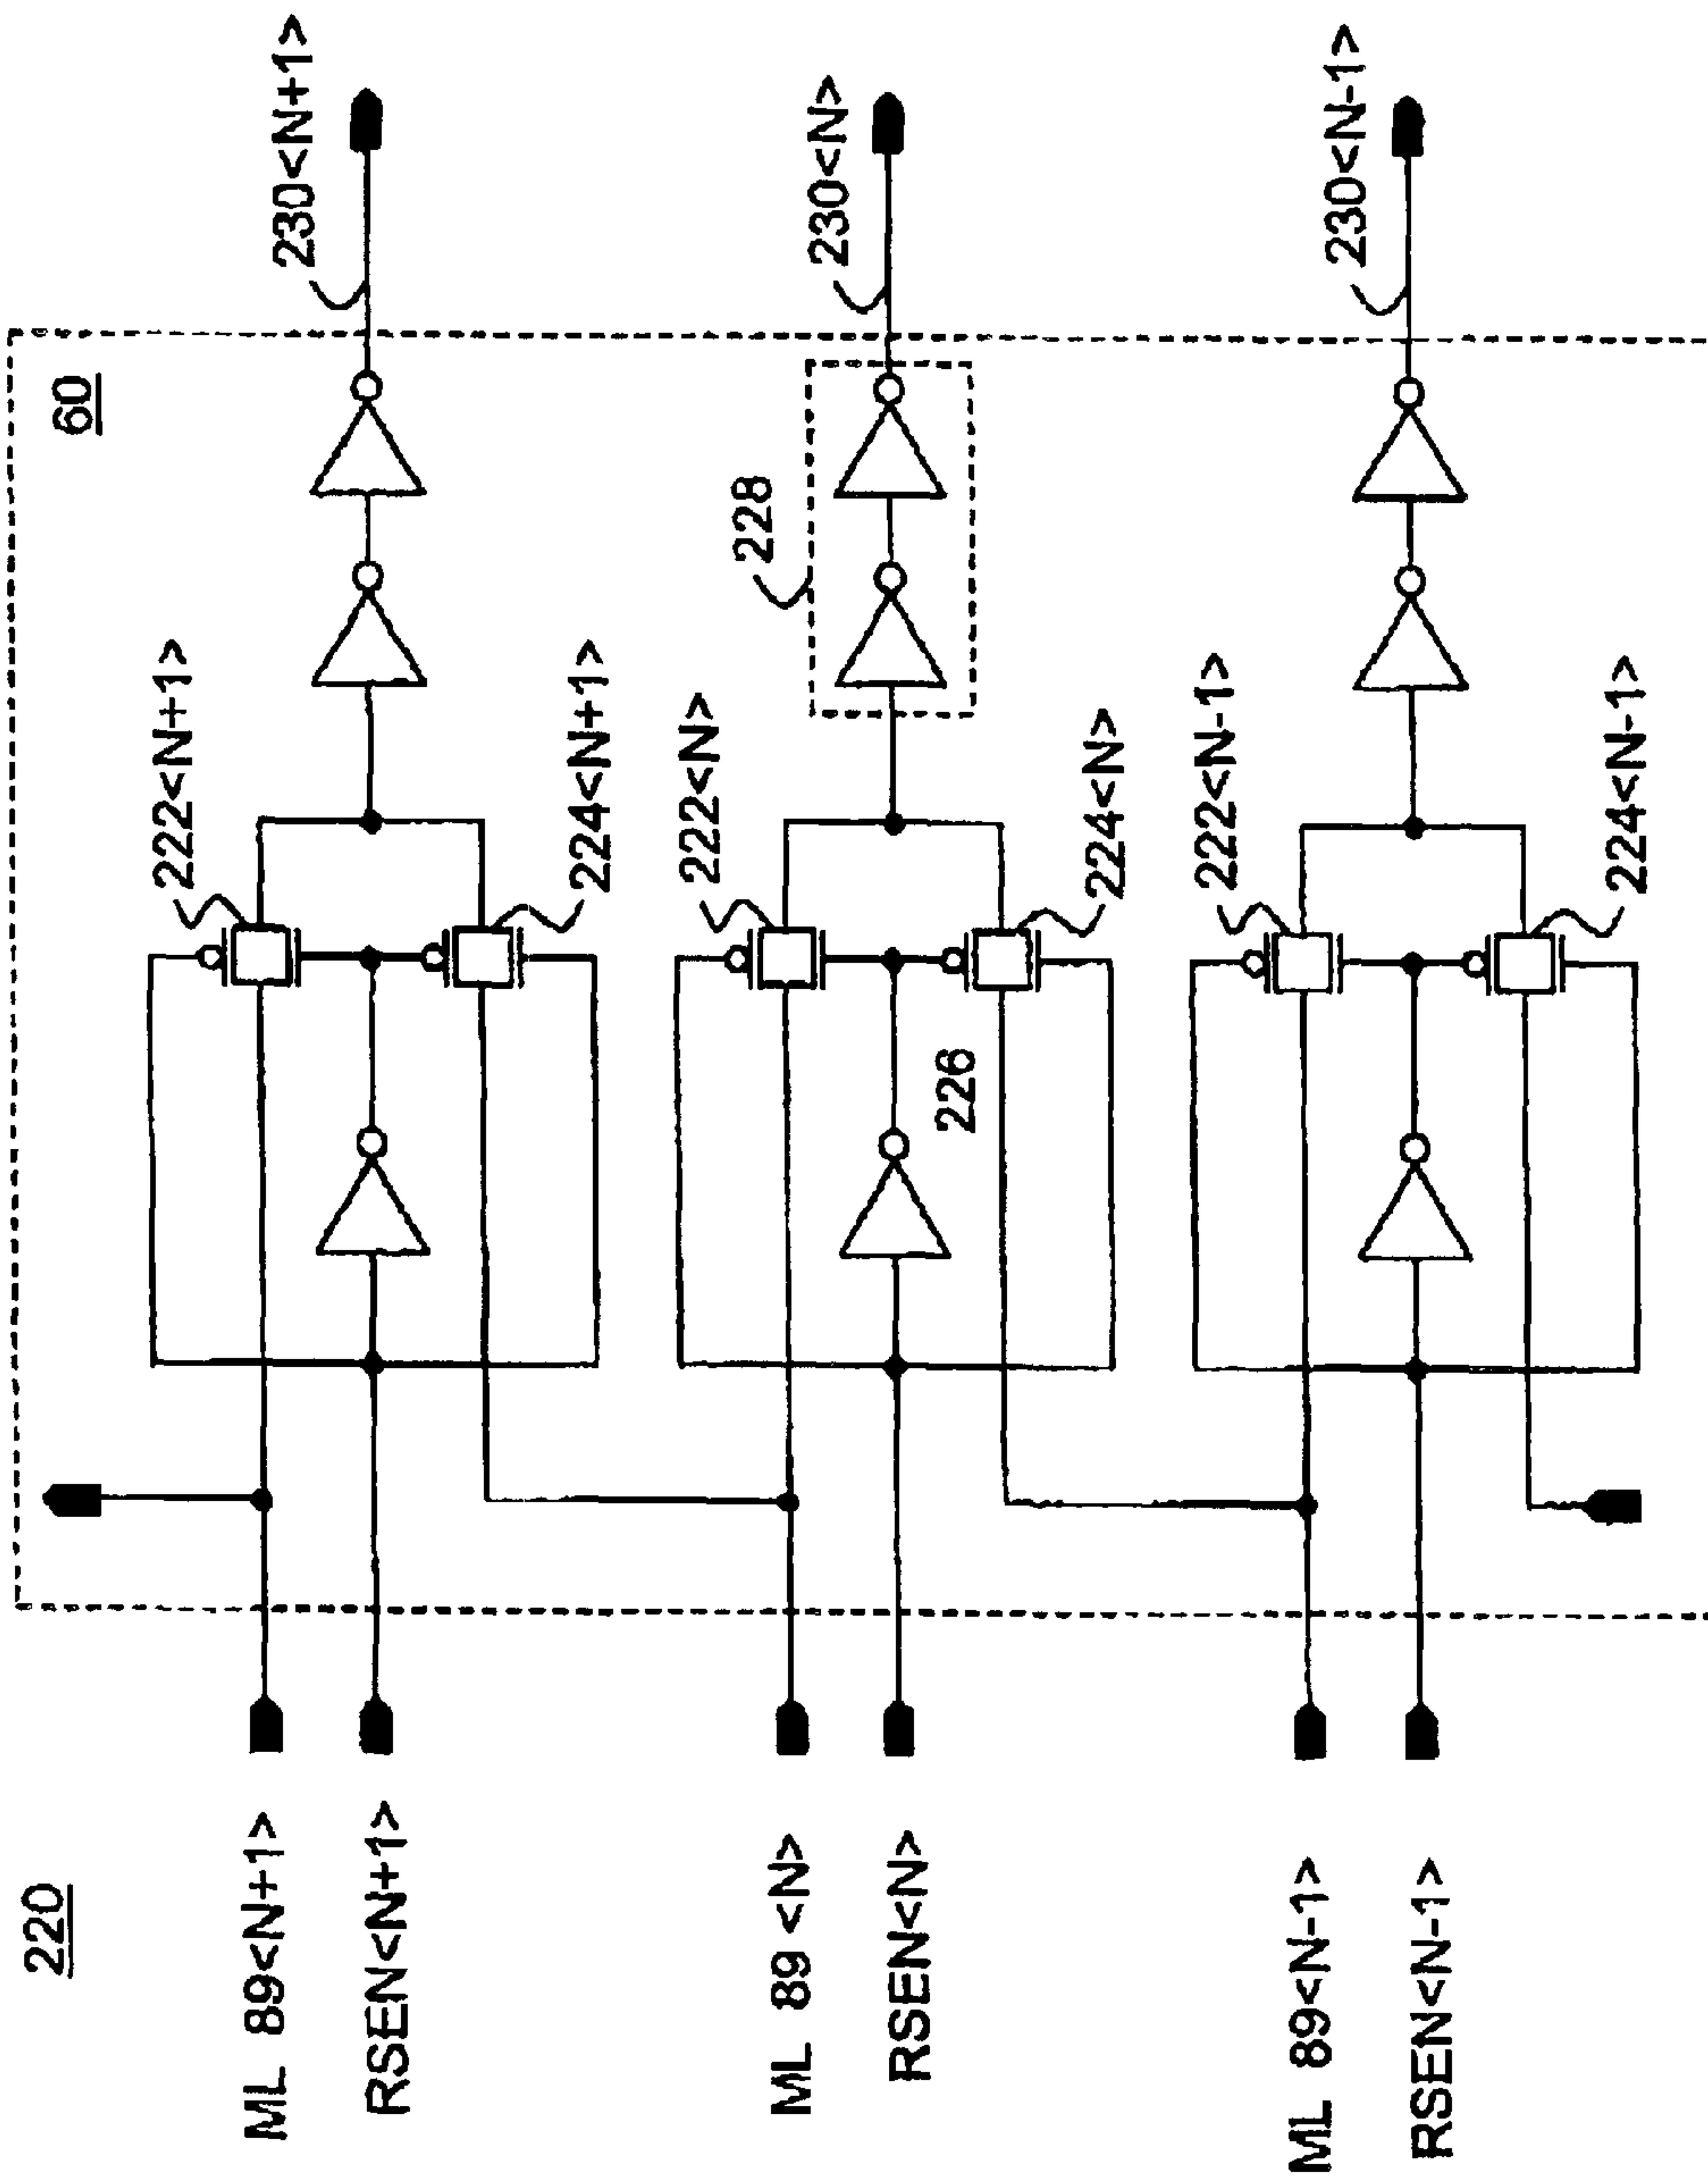 220
60
ML 89<N+1>
RSEN<N+1>
222<N+1>
224<N+1>
230<N+1>
ML 89 <N>
RSEN<N>
222<N>
224<N>
226
228
230<N>
ML 89<N-1>
RSEN<N-1>
222<N-1>
224<N-1>
230<N-1>